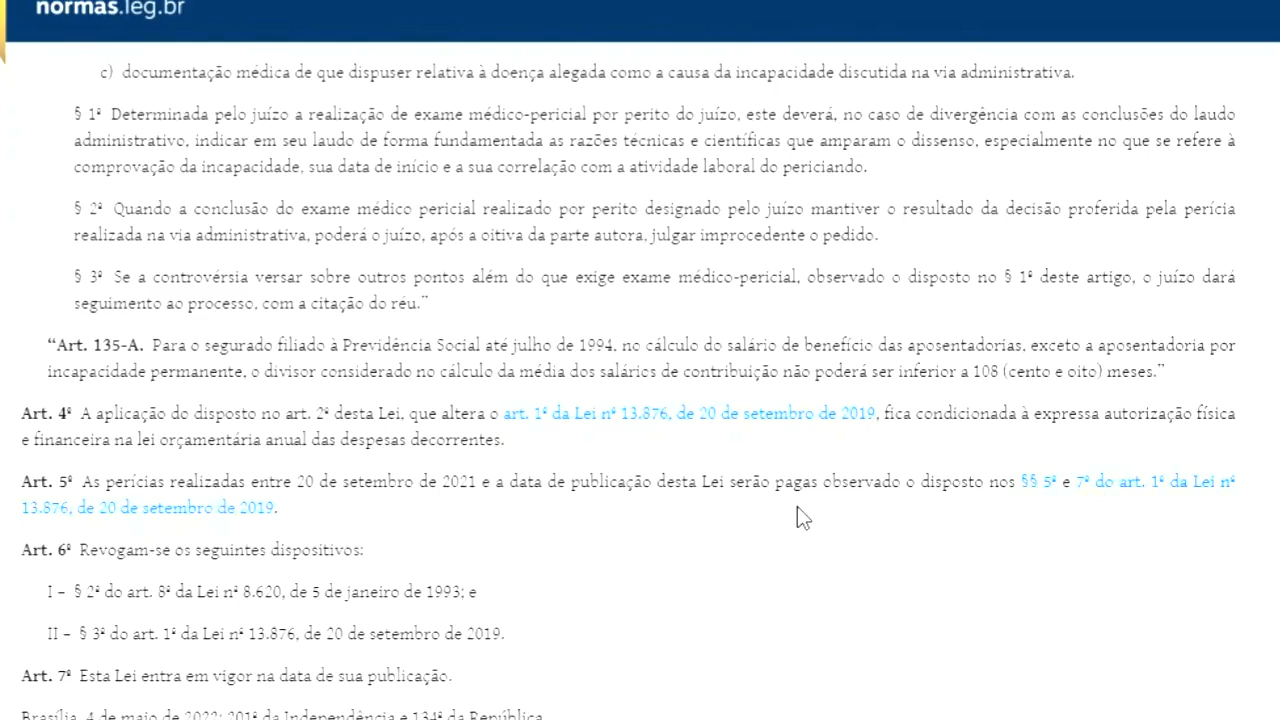 normas.leg.br
c) documentação médica de que dispuser relativa à doença alegada como a causa da incapacidade discutida na via administrativa.
§ 1º Determinada pelo juízo a realização de exame médico-pericial por perito do juízo, este deverá, no caso de divergência com as conclusões do laudo
administrativo, indicar em seu laudo de forma fundamentada as razões técnicas e científicas que amparam o dissenso, especialmente no que se refere à
comprovação da incapacidade, sua data de início e a sua correlação com a atividade laboral do periciando.
§ 2º Quando a conclusão do exame médico pericial realizado por perito designado pelo juízo mantiver o resultado da decisão proferida pela perícia
realizada na via administrativa, poderá o juízo, após a oitiva da parte autora, julgar improcedente o pedido.
§ 3º Se a controvérsia versar sobre outros pontos além do que exige exame médico-pericial, observado o disposto no § 1º deste artigo, o juízo dará
seguimento ao processo, com a citação do réu.”
“Art. 135-A. Para o segurado filiado à Previdência Social até julho de 1994, no cálculo do salário de benefício das aposentadorias, exceto a aposentadoria por
incapacidade permanente, o divisor considerado no cálculo da média dos salários de contribuição não poderá ser inferior a 108 (cento e oito) meses.”
Art. 4º A aplicação do disposto no art. 2º desta Lei, que altera o art. 1º da Lei nº 13.876, de 20 de setembro de 2019, fica condicionada à expressa autorização física
e financeira na lei orçamentária anual das despesas decorrentes.
Art. 5º As perícias realizadas entre 20 de setembro de 2021 e a data de publicação desta Lei serão pagas observado o disposto nos §§ 5º e 7º do art. 1º da Lei nº
13.876, de 20 de setembro de 2019.
Art. 6º Revogam-se os seguintes dispositivos:
I – § 2º do art. 8º da Lei nº 8.620, de 5 de janeiro de 1993; e
II – § 3º do art. 1º da Lei nº 13.876, de 20 de setembro de 2019.
Art. 7º Esta Lei entra em vigor na data de sua publicação.
Brasília, 4 de maio de 2022; 201º da Independência e 134º da República.